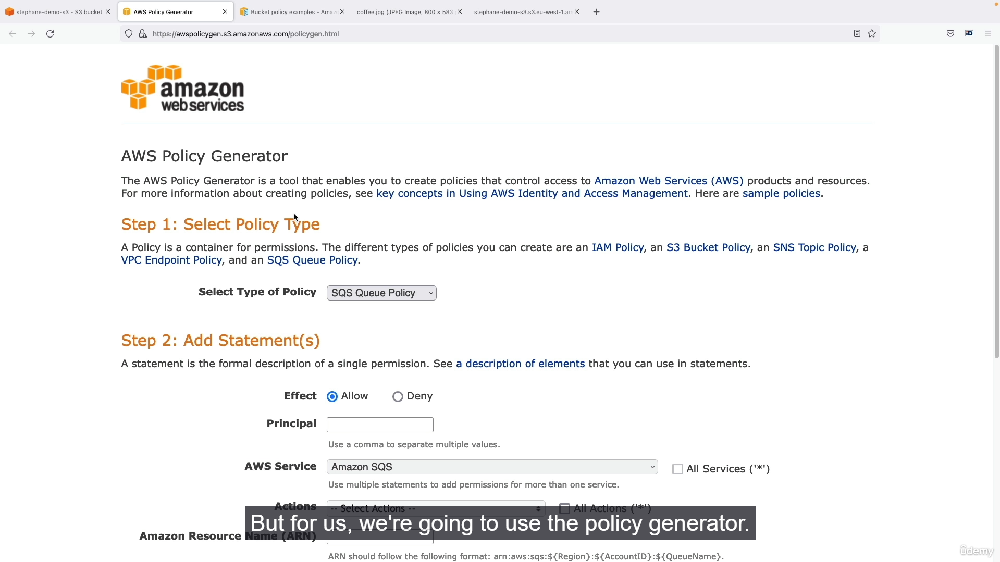 stephane-demo-s3 - S3 bucket
AWS Policy Generator
Bucket policy examples - Amaz
coffee.jpg (JPEG Image, 800 × 583
stephane-demo-s3.s3.eu-west-1.am
https://awspolicygen.s3.amazonaws.com/policygen.html
amazon
web services
AWS Policy Generator
The AWS Policy Generator is a tool that enables you to create policies that control access to Amazon Web Services (AWS) products and resources.
For more information about creating policies, see key concepts in Using AWS Identity and Access Management. Here are sample policies.
Step 1: Select Policy Type
A Policy is a container for permissions. The different types of policies you can create are an IAM Policy, an S3 Bucket Policy, an SNS Topic Policy, a
VPC Endpoint Policy, and an SQS Queue Policy.
Select Type of Policy SQS Queue Policy
Step 2: Add Statement(s)
A statement is the formal description of a single permission. See a description of elements that you can use in statements.
Effect Allow Deny
Principal
Use a comma to separate multiple values.
AWS Service Amazon SQS All Services ('*')
Use multiple statements to add permissions for more than one service.
Actions -- Select Actions -- All Actions ('*')
But for us, we're going to use the policy generator.
Amazon Resource Name (ARN)
ARN should follow the following format: arn:aws:sqs:${Region}:${AccountID}:${QueueName}.
ûdemy